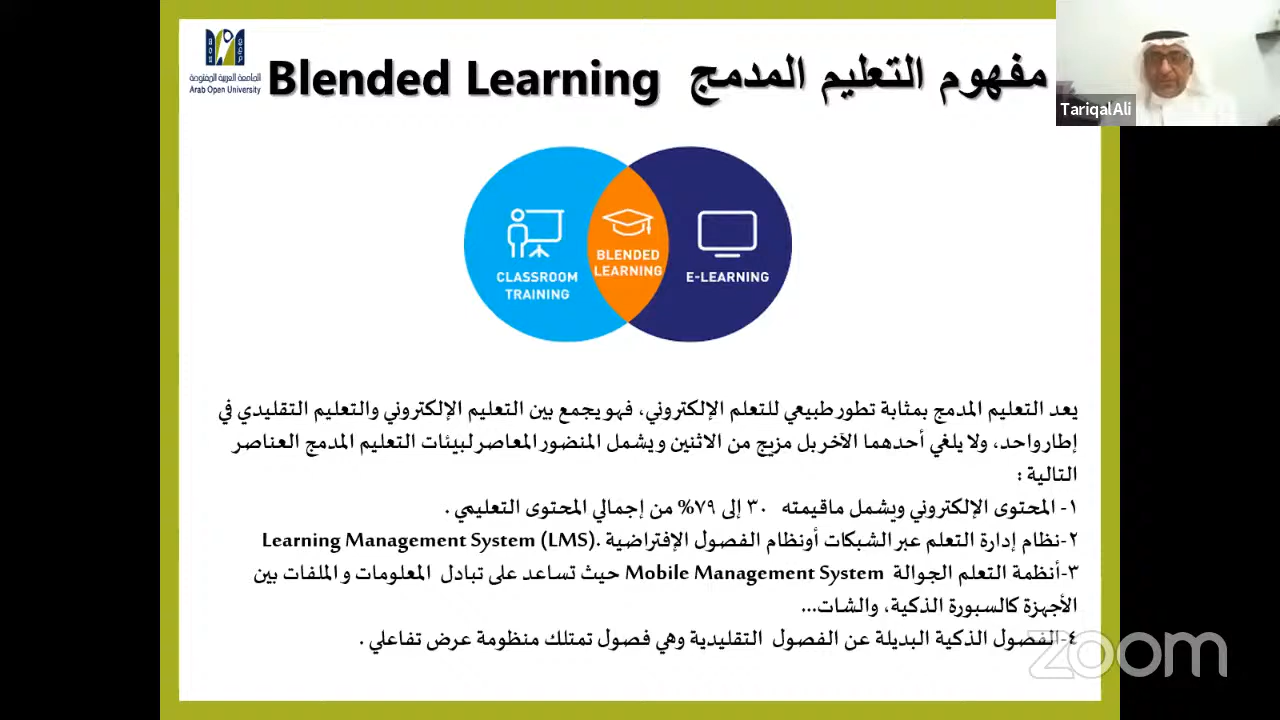 الجامعة العربية المفتوحة
Arab Open University
مفهوم التعليم المدمج Blended Learning
TariqalAli
CLASSROOM
TRAINING
BLENDED
LEARNING
E-LEARNING
يعد التعليم المدمج بمثابة تطور طبيعي للتعلم الإلكتروني، فهو يجمع بين التعليم الإلكتروني والتعليم التقليدي في
إطار واحد، ولا يلغي أحدهما الآخر بل مزيج من الاثنين ويشمل المنضور المعاصر لبيئات التعليم المدمج العناصر
التالية :
١- المحتوى الإلكتروني ويشمل ماقيمته ٣٠ إلى ٧٩% من إجمالي المحتوى التعليمي .
٢-نظام إدارة التعلم عبر الشبكات أونظام الفصول الإفتراضية .Learning Management System (LMS)
٣-أنظمة التعلم الجوالة Mobile Management System حيث تساعد على تبادل المعلومات و الملفات بين
الأجهزة كالسبورة الذكية، والشات...
٤-الفصول الذكية البديلة عن الفصول التقليدية وهي فصول تمتلك منظومة عرض تفاعلي .
zoom